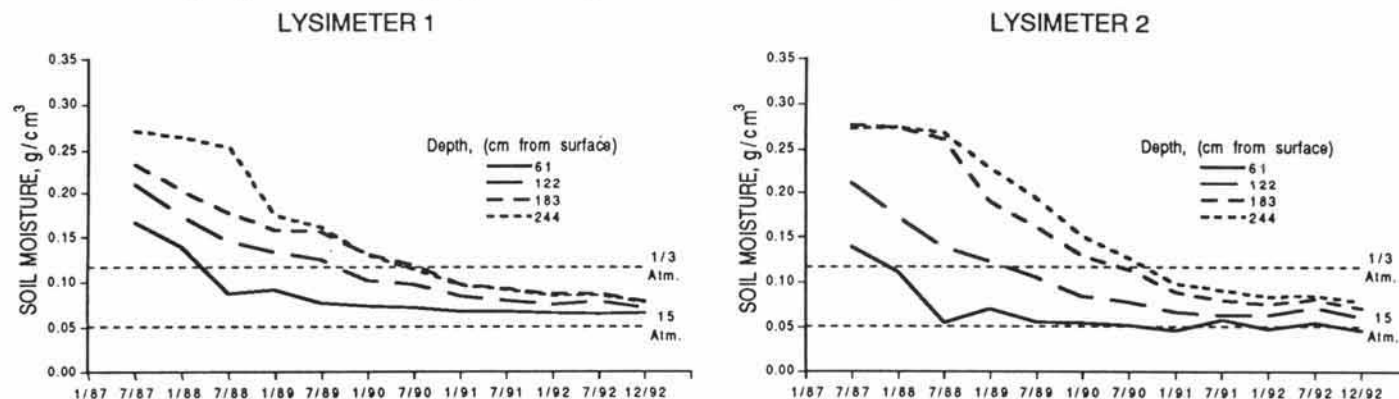 LYSIMETER 1
SOIL MOISTURE, g/cm³
0.35
0.30
0.25
0.20
0.15
0.10
0.05
0.00
Depth, (cm from surface)
61
122
183
244
1/3
Atm.
15
Atm.
1/87 7/87 1/88 7/88 1/89 7/89 1/90 7/90 1/91 7/91 1/92 7/92 12/92
LYSIMETER 2
SOIL MOISTURE, g/cm³
0.35
0.30
0.25
0.20
0.15
0.10
0.05
0.00
Depth, (cm from surface)
61
122
183
244
1/3
Atm.
15
Atm.
1/87 7/87 1/88 7/88 1/89 7/89 1/90 7/90 1/91 7/91 1/92 7/92 12/92